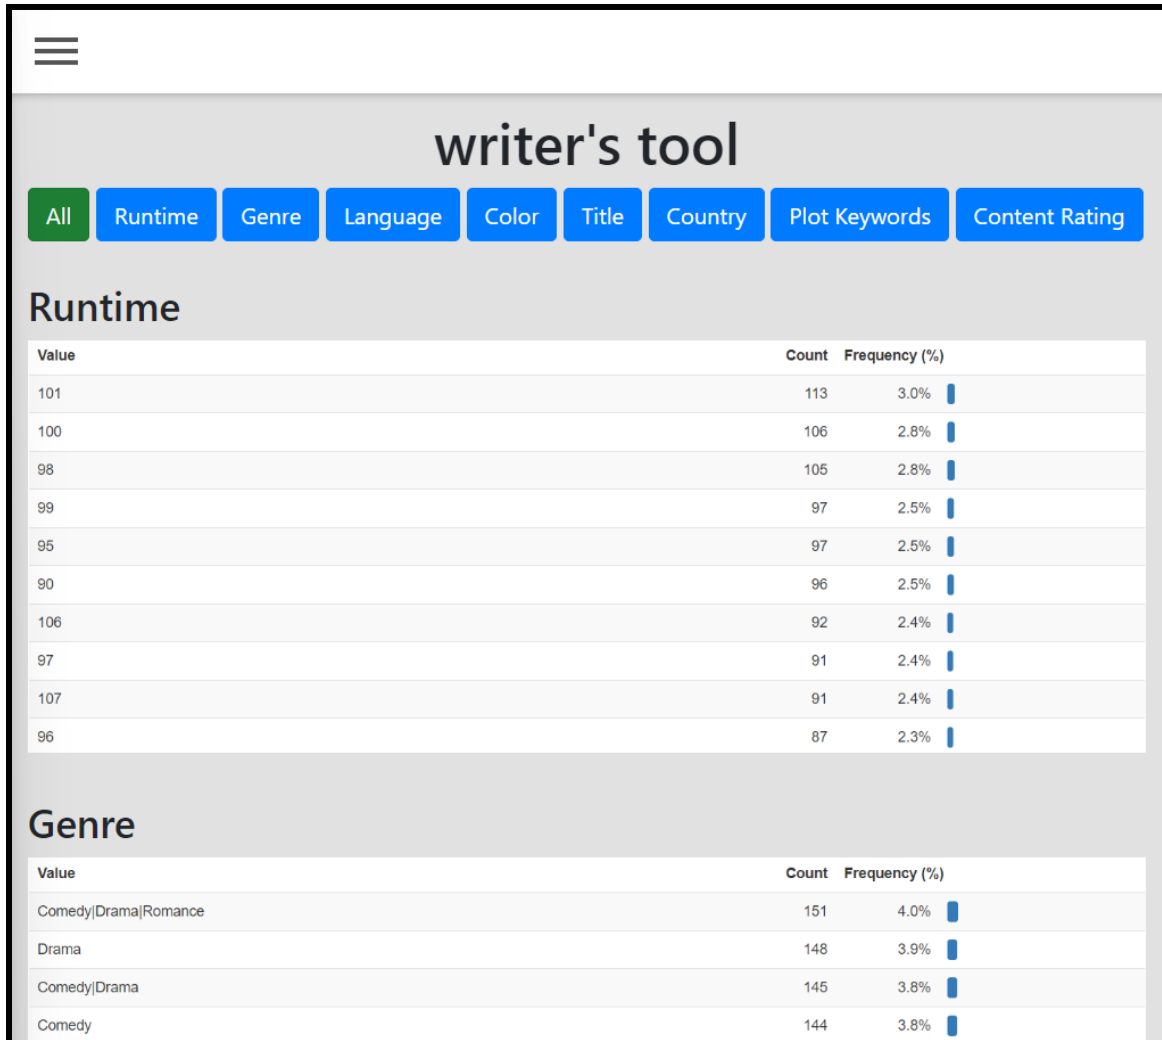 writer's tool
All Runtime Genre Language Color Title Country Plot Keywords Content Rating
Runtime
Value Count Frequency (%)
101 113 3.0%
100 106 2.8%
98 105 2.8%
99 97 2.5%
95 97 2.5%
90 96 2.5%
106 92 2.4%
97 91 2.4%
107 91 2.4%
96 87 2.3%
Genre
Value Count Frequency (%)
Comedy|Drama|Romance 151 4.0%
Drama 148 3.9%
Comedy|Drama 145 3.8%
Comedy 144 3.8%